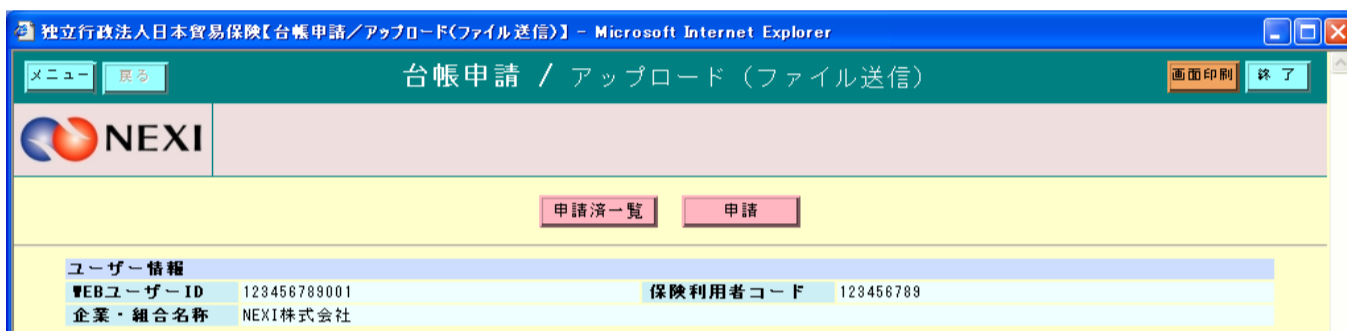 独立行政法人日本貿易保険【台帳申請／アップロード(ファイル送信)】 - Microsoft Internet Explorer
メニュー 戻る 台帳申請 / アップロード（ファイル送信） 画面印刷 終 了
NEXI
申請済一覧 申請
ユーザー情報
WEBユーザーID 123456789001 保険利用者コード 123456789
企業・組合名称 NEXI株式会社